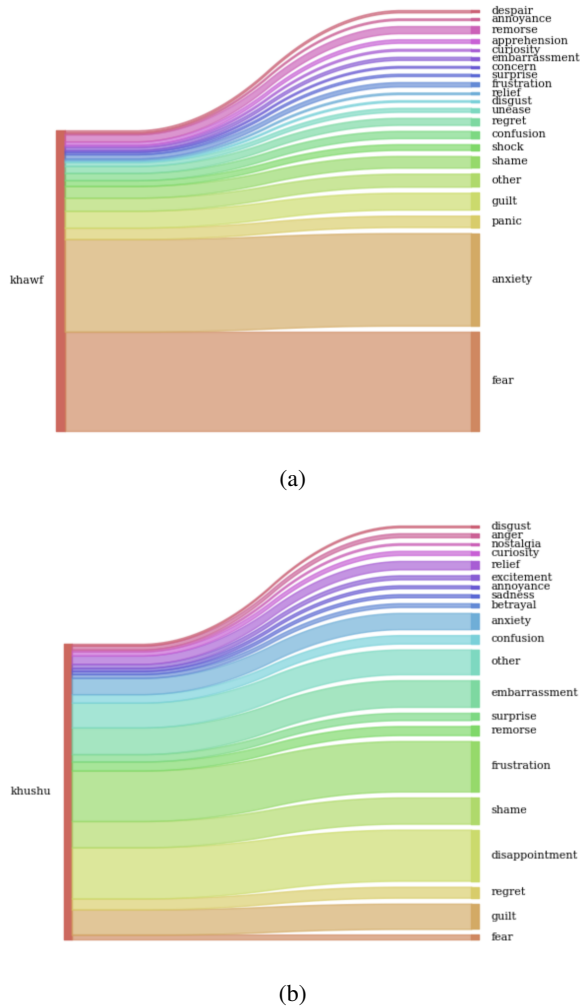 despair
annoyance
remorse
apprehension
curiosity
embarrassment
concern
surprise
frustration
relief
disgust
unease
regret
confusion
shock
shame
other
guilt
panic
khawf
anxiety
fear
(a)
disgust
anger
nostalgia
curiosity
relief
excitement
annoyance
sadness
betrayal
anxiety
confusion
other
embarrassment
surprise
remorse
frustration
khushu
shame
disappointment
regret
guilt
fear
(b)